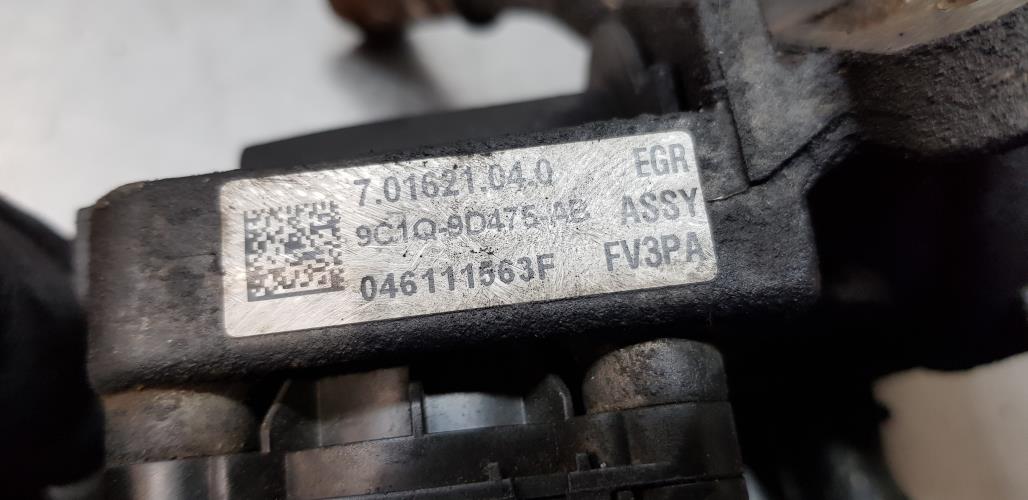 7.01621.04.0 EGR
9C1Q-9D475-AB ASSY
046111563F FV3PA